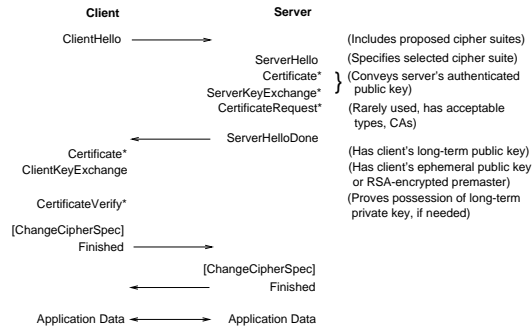 Client Server
ClientHello (Includes proposed cipher suites)
ServerHello (Specifies selected cipher suite)
Certificate* } (Conveys server's authenticated
ServerKeyExchange* public key)
CertificateRequest* (Rarely used, has acceptable
types, CAs)
ServerHelloDone
Certificate* (Has client's long-term public key)
ClientKeyExchange (Has client's ephemeral public key
or RSA-encrypted premaster)
CertificateVerify* (Proves possession of long-term
private key, if needed)
[ChangeCipherSpec]
Finished
[ChangeCipherSpec]
Finished
Application Data Application Data